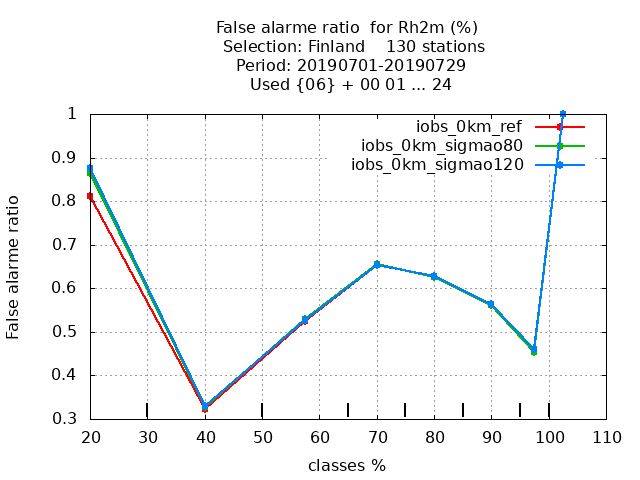 False alarme ratio  for Rh2m (%)
Selection: Finland    130 stations
Period: 20190701-20190729
Used {06} + 00 01 ... 24
iobs_0km_ref
iobs_0km_sigmao80
iobs_0km_sigmao120
False alarme ratio
1
0.9
0.8
0.7
0.6
0.5
0.4
0.3
20 30 40 50 60 70 80 90 100 110
classes %